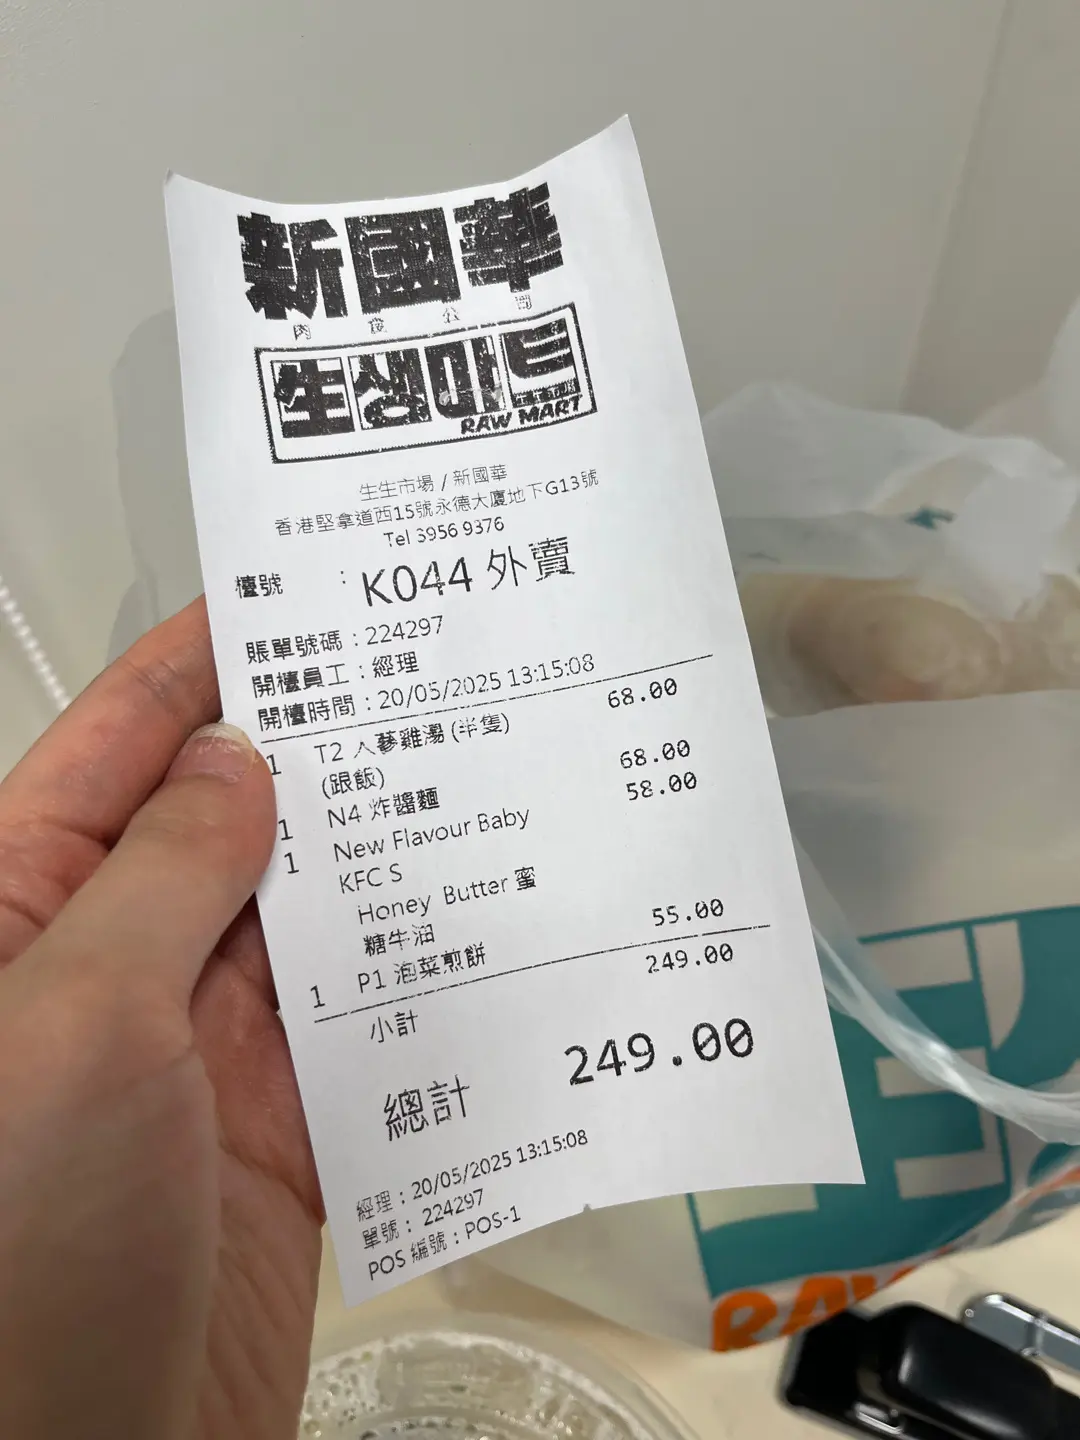 新國華
肉食公司
生생마트
RAW MART
生生市場 / 新國華
香港堅拿道西15號永德大廈地下G13號
Tel 3956 9376
檯號 : K044 外賣
賬單號碼 : 224297
開檯員工 : 經理
開檯時間 : 20/05/2025 13:15:08
1 T2 人蔘雞湯 (半隻) 68.00
(跟飯)
1 N4 炸醬麵 68.00
1 New Flavour Baby 58.00
KFC S
Honey Butter 蜜
糖牛油
1 P1 泡菜煎餅 55.00
小計 249.00
總計 249.00
經理 : 20/05/2025 13:15:08
單號 : 224297
POS 編號 : POS-1